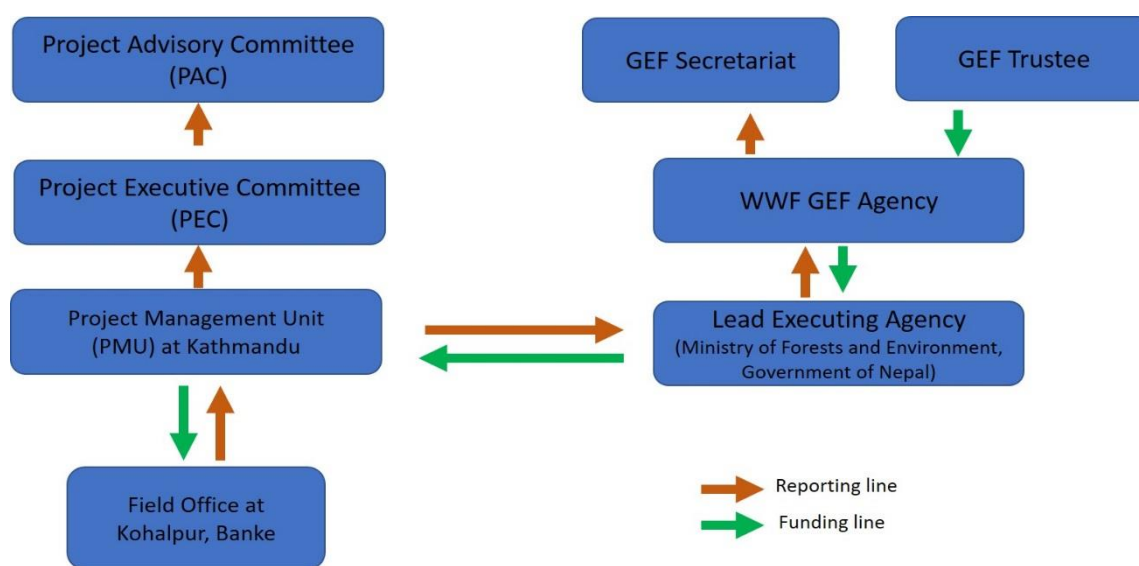 Project Advisory Committee
(PAC)
GEF Secretariat
GEF Trustee
Project Executive Committee
(PEC)
WWF GEF Agency
Project Management Unit
(PMU) at Kathmandu
Lead Executing Agency
(Ministry of Forests and Environment,
Government of Nepal)
Field Office at
Kohalpur, Banke
Reporting line
Funding line